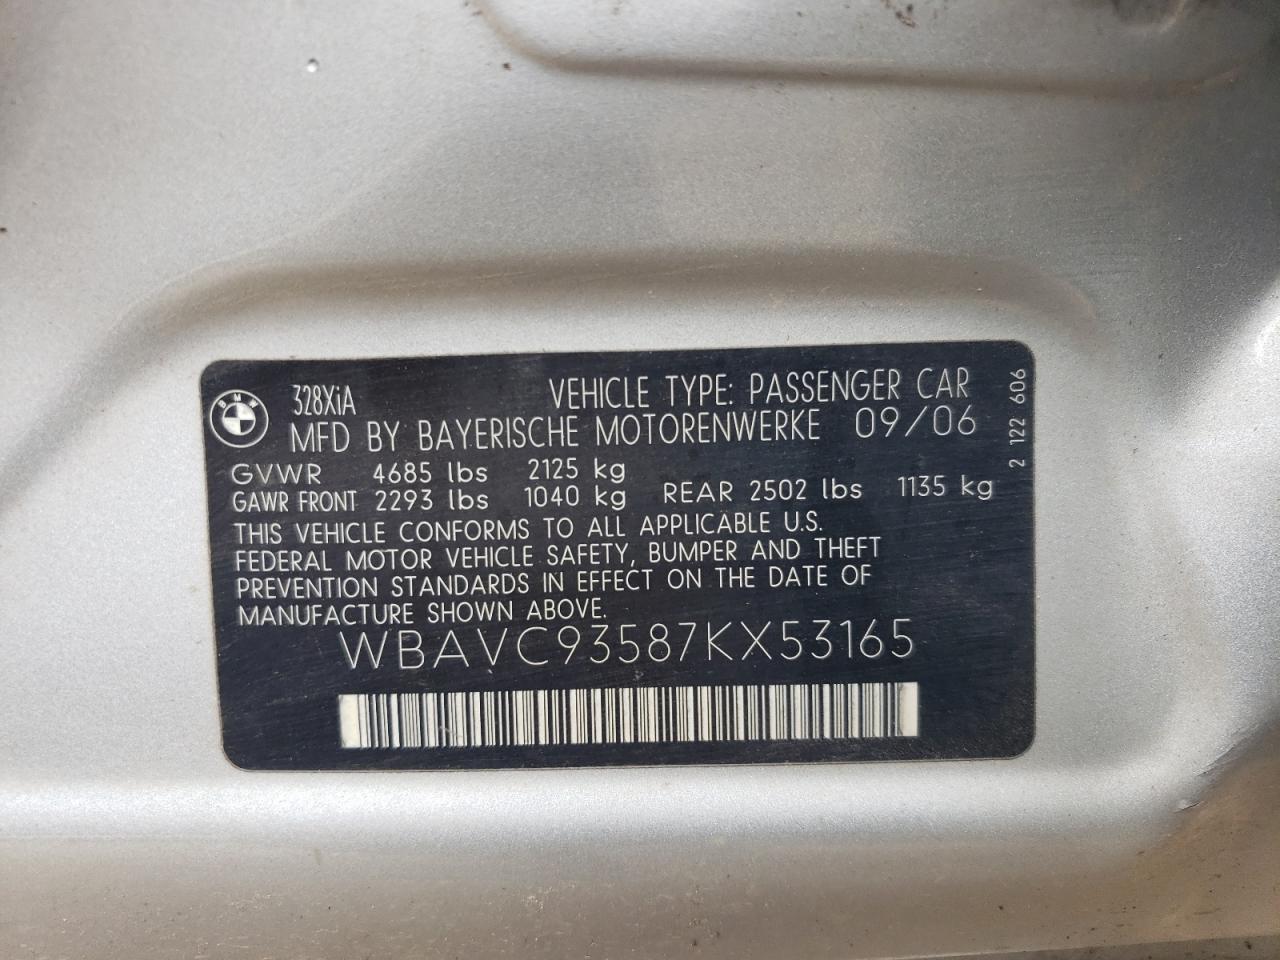 BMW
328XiA VEHICLE TYPE: PASSENGER CAR
MFD BY BAYERISCHE MOTORENWERKE 09/06
GVWR 4685 lbs 2125 kg
GAWR FRONT 2293 lbs 1040 kg REAR 2502 lbs 1135 kg
THIS VEHICLE CONFORMS TO ALL APPLICABLE U.S.
FEDERAL MOTOR VEHICLE SAFETY, BUMPER AND THEFT
PREVENTION STANDARDS IN EFFECT ON THE DATE OF
MANUFACTURE SHOWN ABOVE.
WBAVC93587KX53165
2 122 606